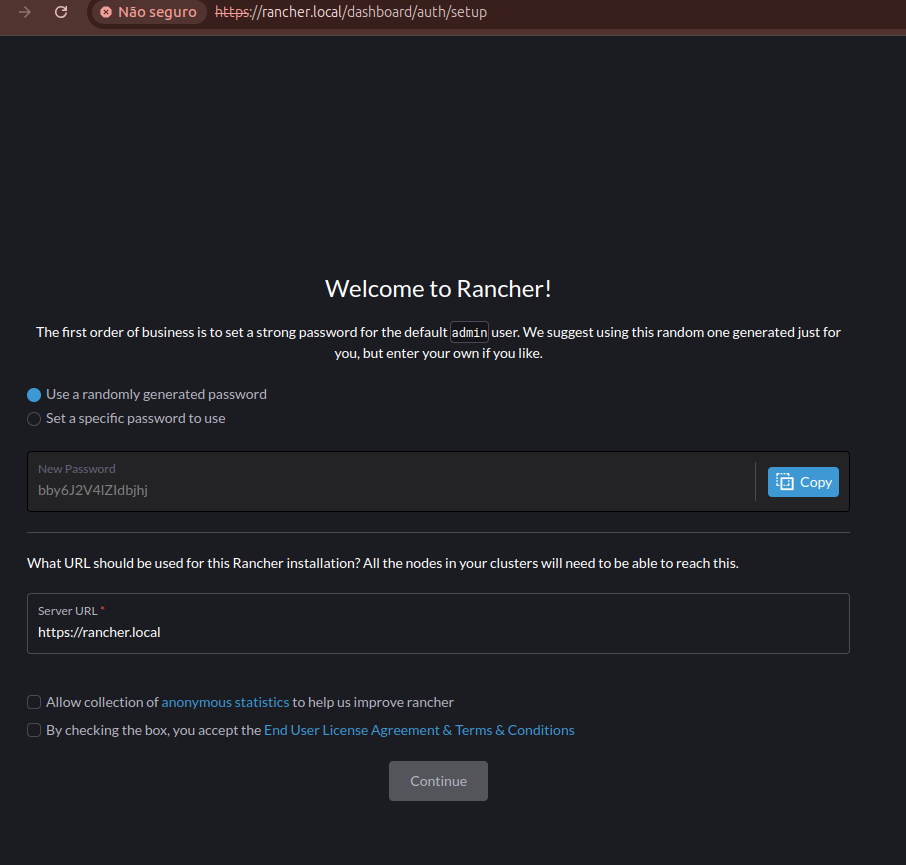 Não seguro https://rancher.local/dashboard/auth/setup
Welcome to Rancher!
The first order of business is to set a strong password for the default admin user. We suggest using this random one generated just for
you, but enter your own if you like.
Use a randomly generated password
Set a specific password to use
New Password
bby6J2V4lZIdbjhj
Copy
What URL should be used for this Rancher installation? All the nodes in your clusters will need to be able to reach this.
Server URL *
https://rancher.local
Allow collection of anonymous statistics to help us improve rancher
By checking the box, you accept the End User License Agreement & Terms & Conditions
Continue